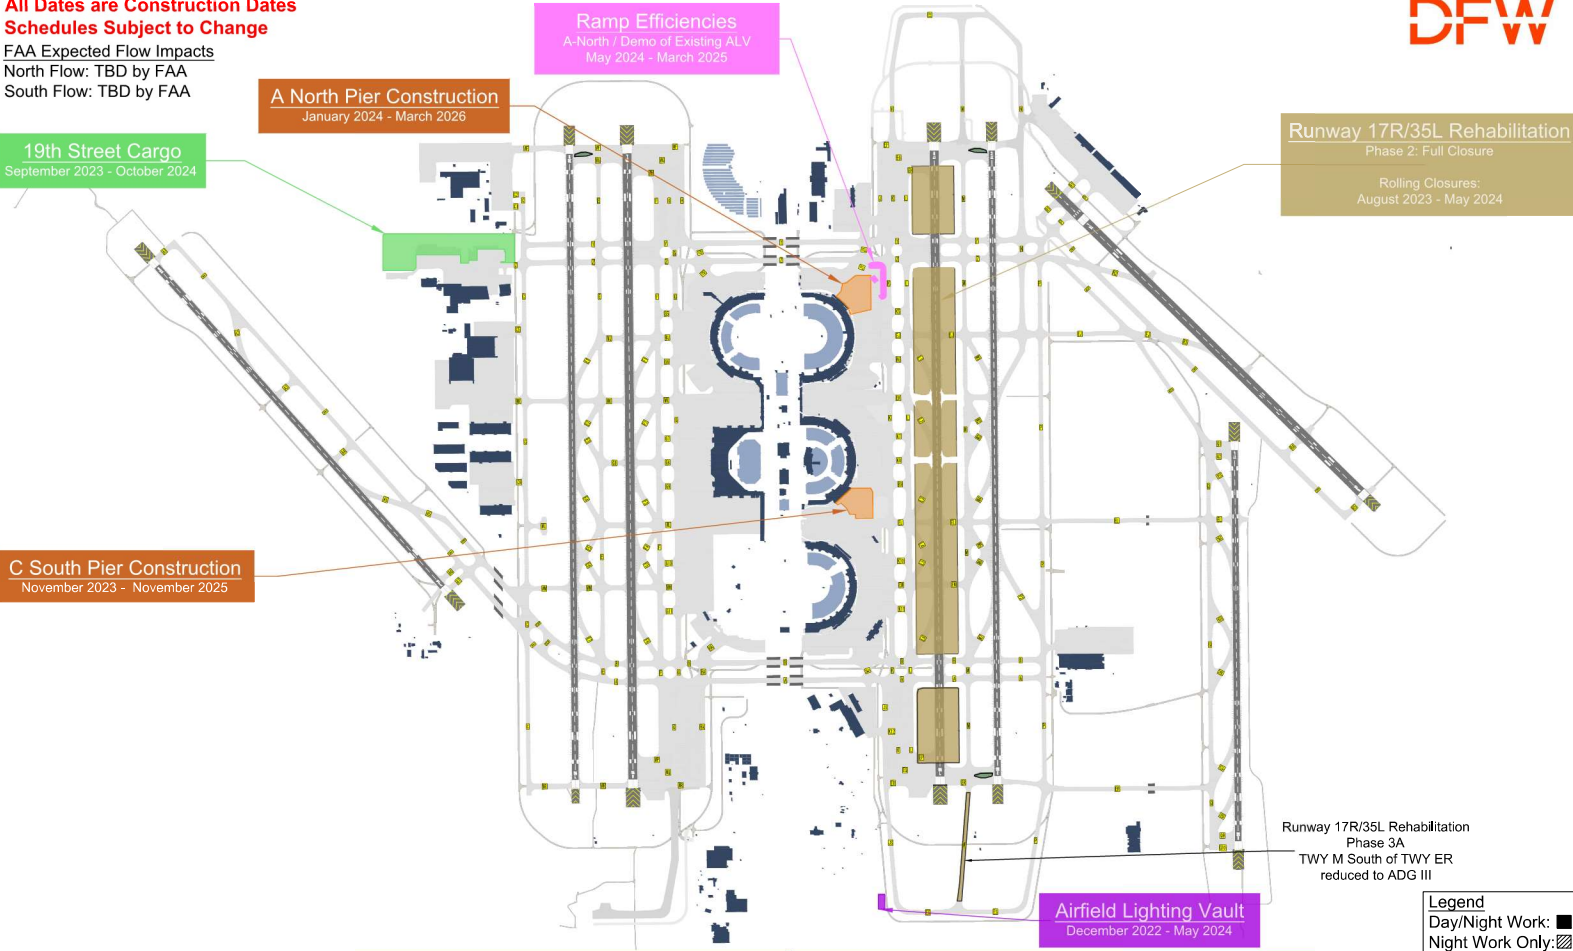 All Dates are Construction Dates
Schedules Subject to Change
FAA Expected Flow Impacts
North Flow: TBD by FAA
South Flow: TBD by FAA
Ramp Efficiencies
A-North / Demo of Existing ALV
May 2024 - March 2025
DFW
A North Pier Construction
January 2024 - March 2026
Runway 17R/35L Rehabilitation
Phase 2: Full Closure
Rolling Closures:
August 2023 - May 2024
19th Street Cargo
September 2023 - October 2024
C South Pier Construction
November 2023 - November 2025
Runway 17R/35L Rehabilitation
Phase 3A
TWY M South of TWY ER
reduced to ADG III
Airfield Lighting Vault
December 2022 - May 2024
Legend
Day/Night Work:
Night Work Only: